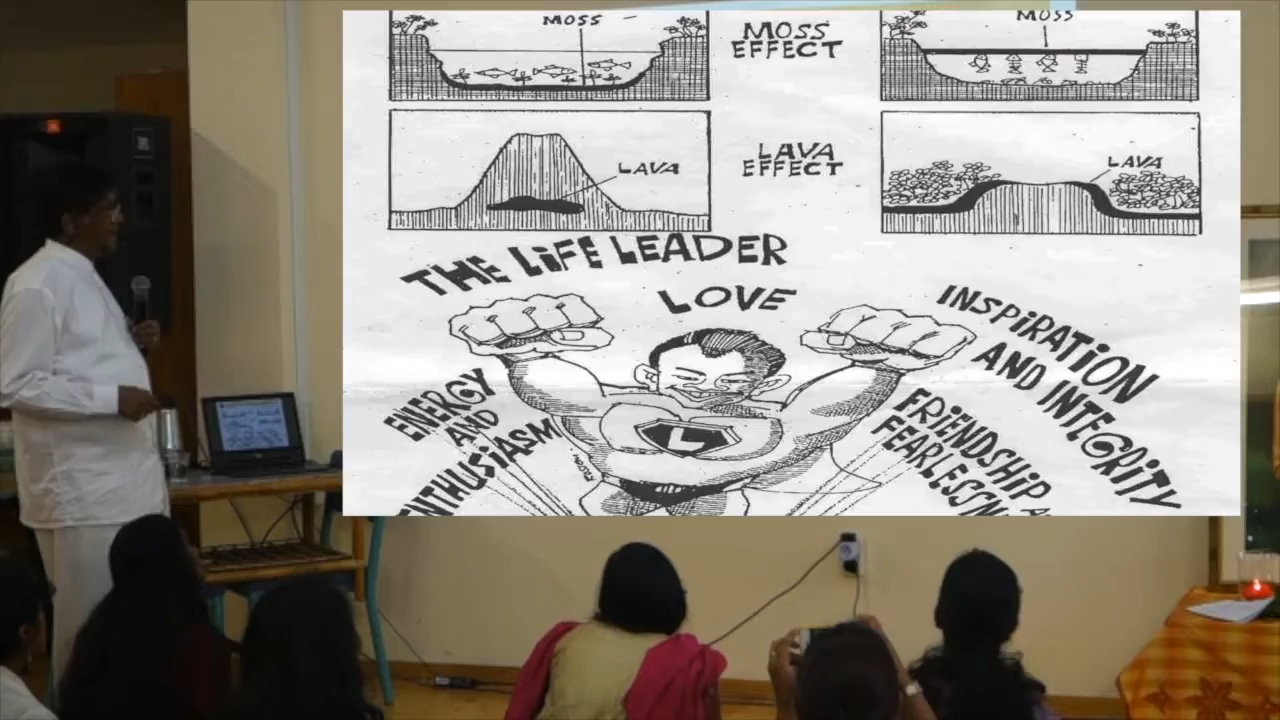 MOSS
MOSS
EFFECT
MOSS
LAVA
LAVA
EFFECT
LAVA
THE LIFE LEADER
LOVE
INSPIRATION
AND INTEGRITY
ENERGY
AND
ENTHUSIASM
FRIENDSHIP
L